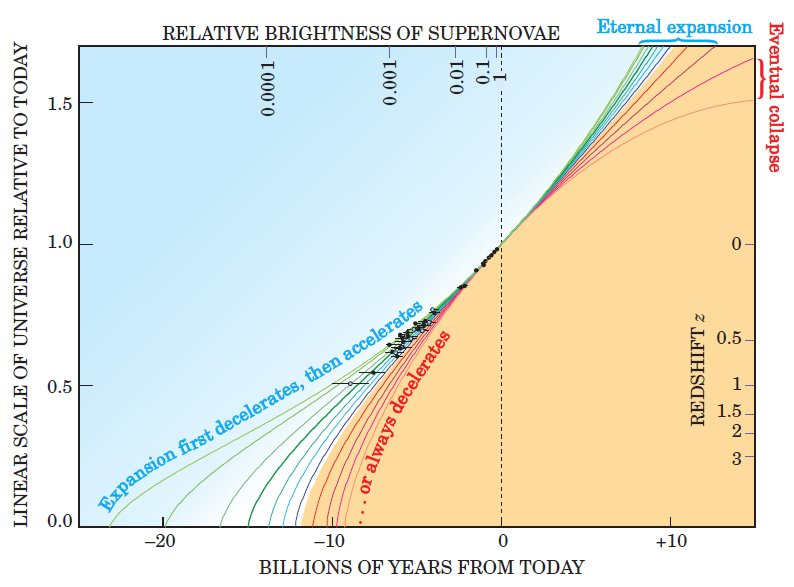 RELATIVE BRIGHTNESS OF SUPERNOVAE
Eternal expansion
0.0001
0.001
0.01
0.1
1
Eventual collapse
LINEAR SCALE OF UNIVERSE RELATIVE TO TODAY
1.5
1.0
0.5
0.0
Expansion first decelerates, then accelerates
... or always decelerates
REDSHIFT z
0
0.5
1
1.5
2
3
–20
–10
0
+10
BILLIONS OF YEARS FROM TODAY